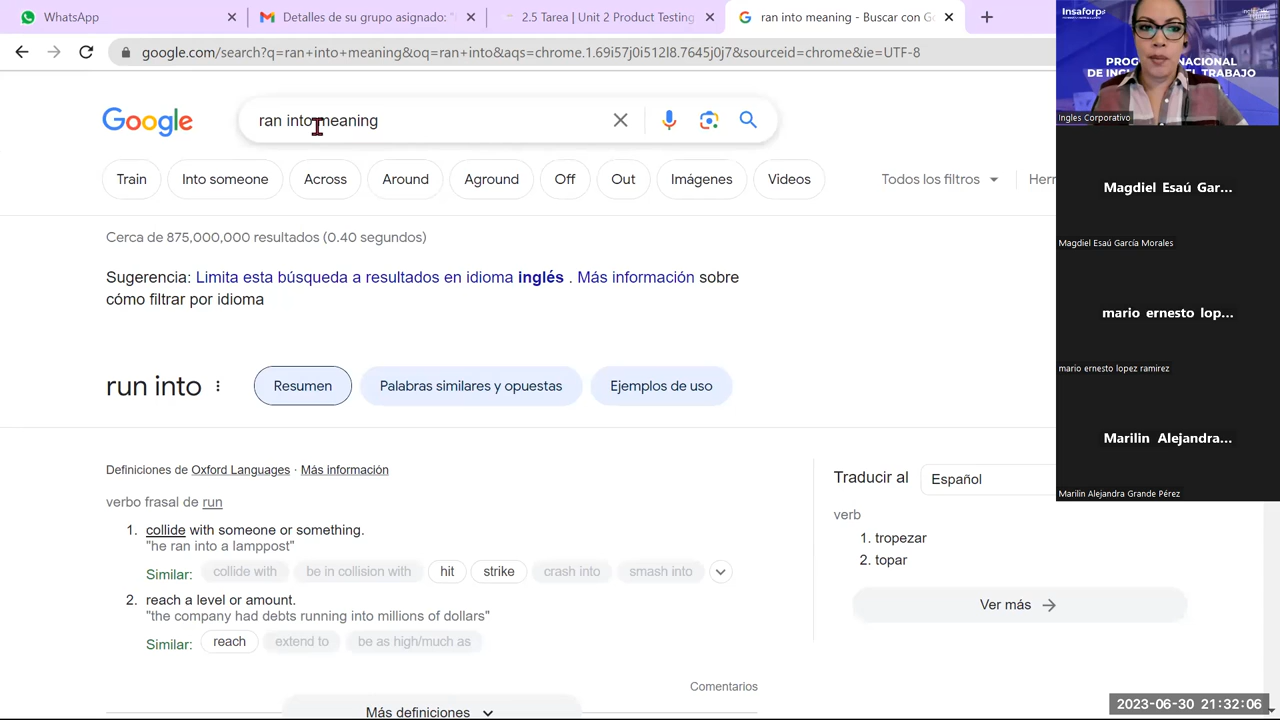 WhatsApp
Detalles de su grupo asignado: "
2.5 Topic | Unit 2 Product Testing
ran into meaning - Buscar con Go
google.com/search?q=ran+into+meaning&oq=ran+into&aqs=chrome.1.69i57j0i512l8.7645j0j7&sourceid=chrome&ie=UTF-8
Insaforp
PROG NACIONAL
DE INGL EL TRABAJO
Ingles Corporativo
Google
ran into meaning
Train
Into someone
Across
Around
Aground
Off
Out
Imágenes
Videos
Todos los filtros
Herr
Cerca de 875,000,000 resultados (0.40 segundos)
Sugerencia: Limita esta búsqueda a resultados en idioma inglés . Más información sobre
cómo filtrar por idioma
run into
Resumen
Palabras similares y opuestas
Ejemplos de uso
Definiciones de Oxford Languages · Más información
verbo frasal de run
1. collide with someone or something.
"he ran into a lamppost"
Similar: collide with be in collision with hit strike crash into smash into
2. reach a level or amount.
"the company had debts running into millions of dollars"
Similar: reach extend to be as high/much as
Traducir al Español
verb
1. tropezar
2. topar
Ver más
Comentarios
Más definiciones
Magdiel Esaú Gar...
Magdiel Esaú García Morales
mario ernesto lop...
mario ernesto lopez ramirez
Marilin Alejandra...
Marilin Alejandra Grande Pérez
2023-06-30 21:32:06